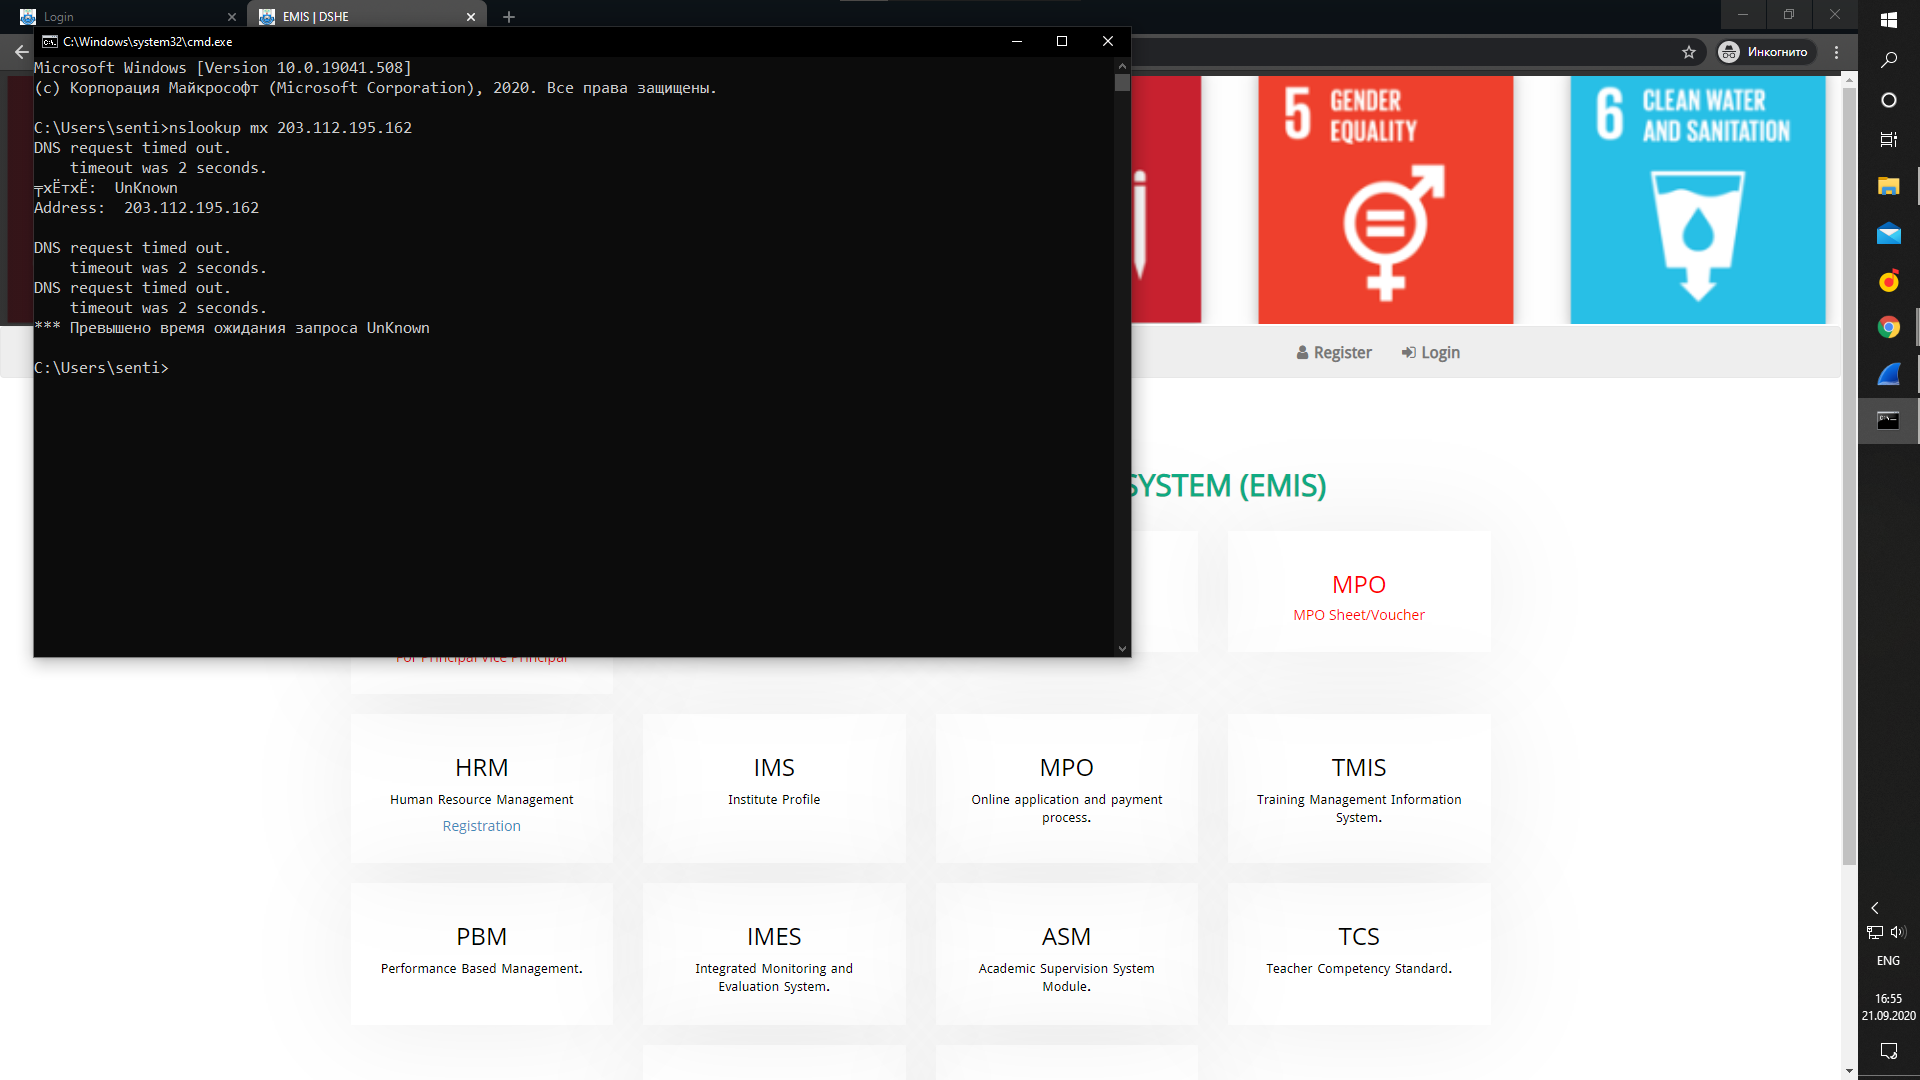 Login
EMIS | DSHE
C:\Windows\system32\cmd.exe
Инкогнито
Microsoft Windows [Version 10.0.19041.508]
(c) Корпорация Майкрософт (Microsoft Corporation), 2020. Все права защищены.
C:\Users\senti>nslookup mx 203.112.195.162
DNS request timed out.
timeout was 2 seconds.
╤хЁтхЁ:  UnKnown
Address:  203.112.195.162
DNS request timed out.
timeout was 2 seconds.
DNS request timed out.
timeout was 2 seconds.
*** Превышено время ожидания запроса UnKnown
C:\Users\senti>
5 GENDER
EQUALITY
6 CLEAN WATER
AND SANITATION
Register
Login
SYSTEM (EMIS)
MPO
MPO Sheet/Voucher
For Principal Vice Principal
HRM
Human Resource Management
Registration
IMS
Institute Profile
MPO
Online application and payment
process.
TMIS
Training Management Information
System.
PBM
Performance Based Management.
IMES
Integrated Monitoring and
Evaluation System.
ASM
Academic Supervision System
Module.
TCS
Teacher Competency Standard.
ENG
16:55
21.09.2020